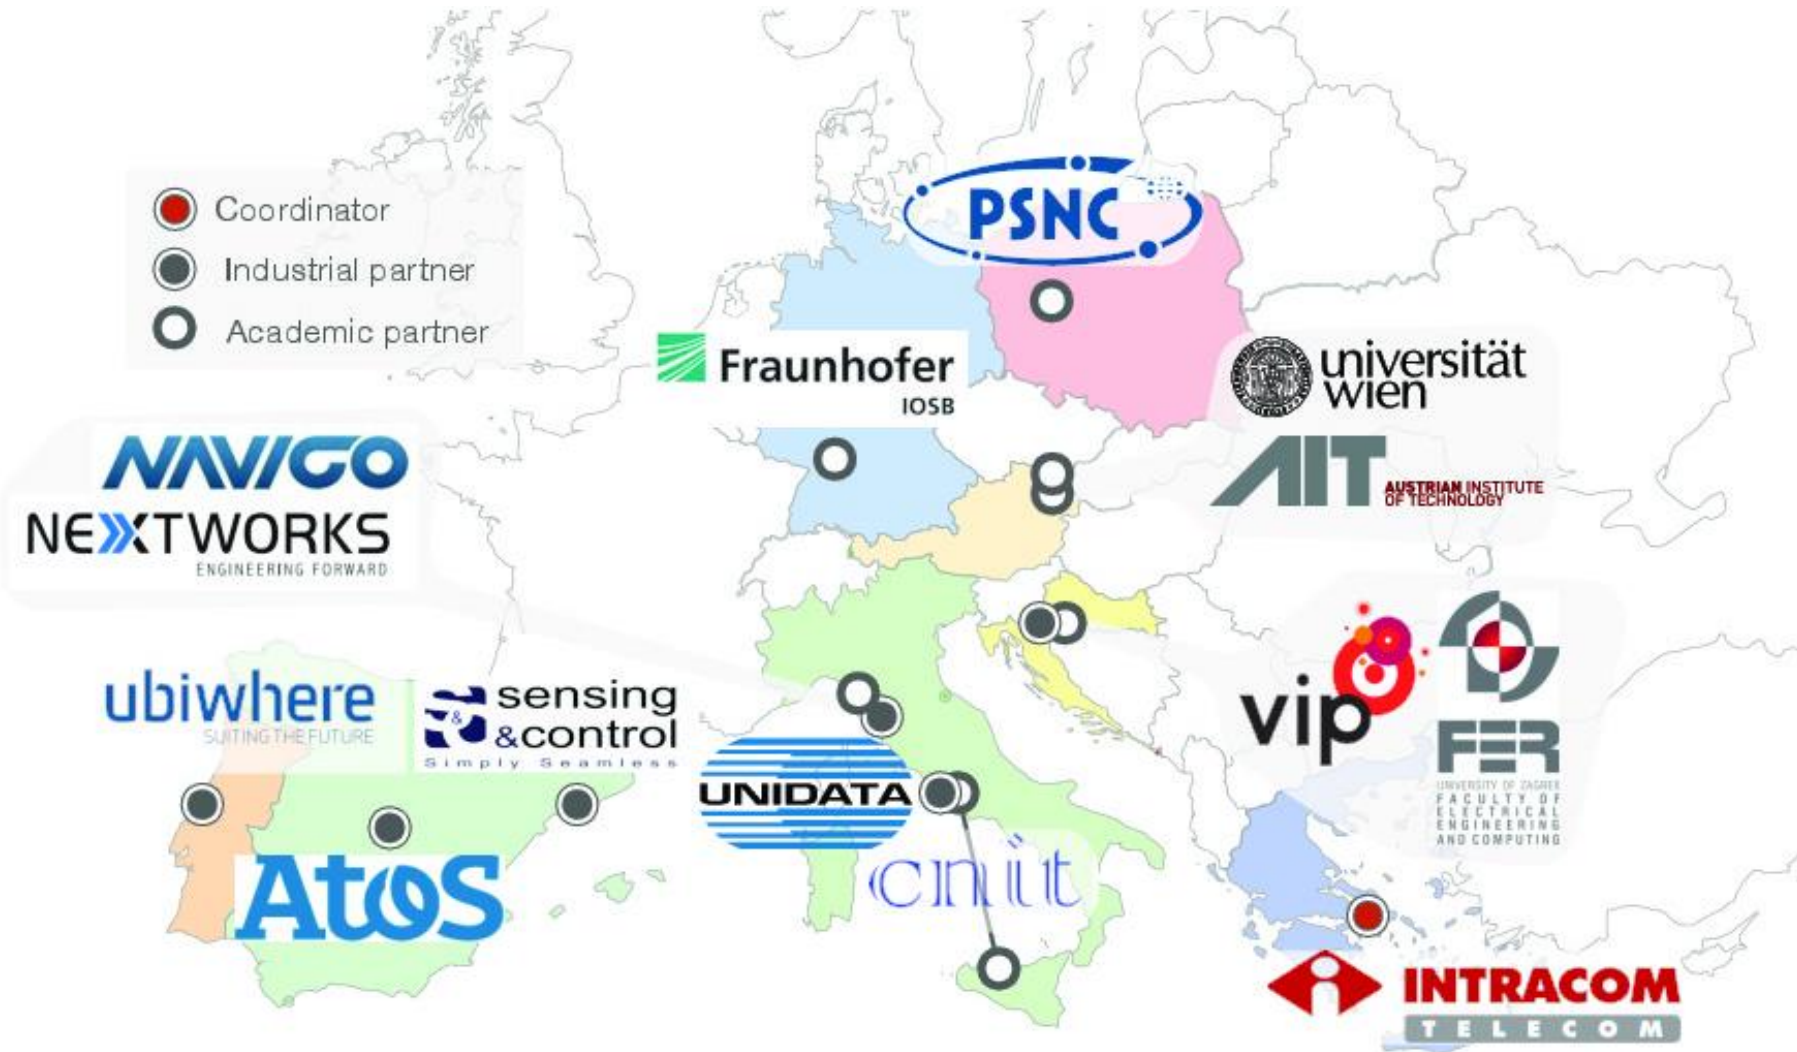 Coordinator
Industrial partner
Academic partner
PSNC
Fraunhofer
IOSB
universität
wien
AIT
AUSTRIAN INSTITUTE
OF TECHNOLOGY
NAVIGO
NEXTWORKS
ENGINEERING FORWARD
ubiwhere
SUITING THE FUTURE
s&c
sensing
&control
Simply Seamless
UNIDATA
Atos
cnit
vip
FER
UNIVERSITY OF ZAGREB
FACULTY OF
ELECTRICAL
ENGINEERING
AND COMPUTING
INTRACOM
TELECOM